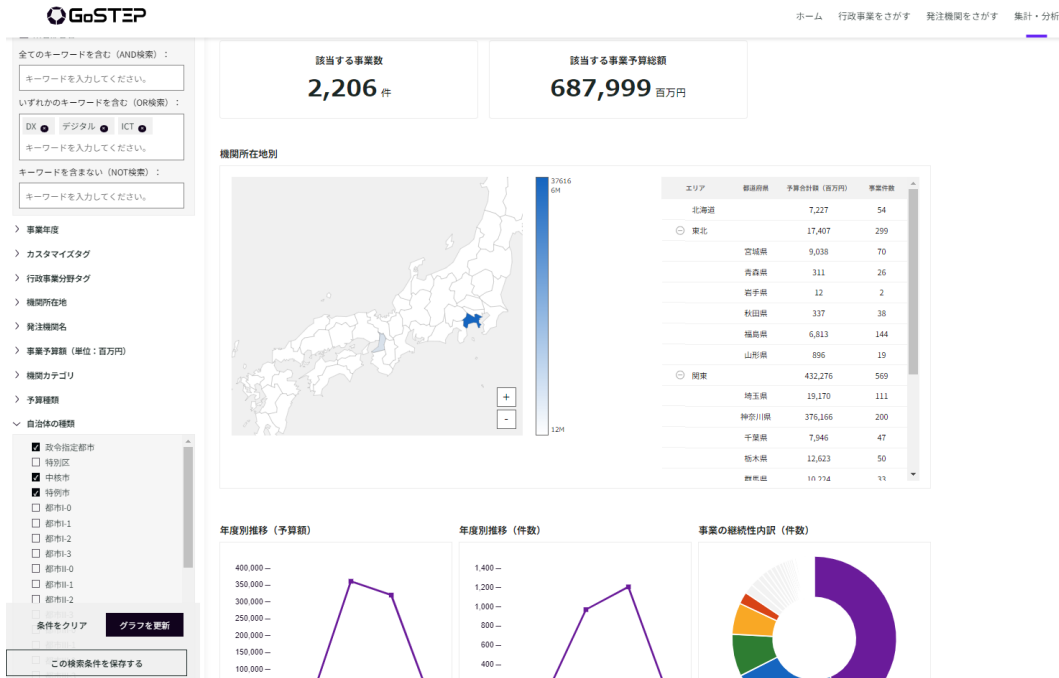 GoSTEP
ホーム 行政事業をさがす 発注機関をさがす 集計・分析
全てのキーワードを含む（AND検索）：
キーワードを入力してください。
いずれかのキーワードを含む（OR検索）：
DX デジタル ICT
キーワードを入力してください。
キーワードを含まない（NOT検索）：
キーワードを入力してください。
事業年度
カスタマイズタグ
行政事業分野タグ
機関所在地
発注機関名
事業予算額（単位：百万円）
機関カテゴリ
予算種類
自治体の種類
政令指定都市
特別区
中核市
特例市
都市I-0
都市I-1
都市I-2
都市I-3
都市II-0
都市II-1
都市II-2
条件をクリア グラフを更新
この検索条件を保存する
該当する事業数
2,206 件
該当する事業予算総額
687,999 百万円
機関所在地別
37616
6M
12M
+
-
エリア 都道府県 予算合計額（百万円） 事業件数
北海道 7,227 54
東北 17,407 299
宮城県 9,038 70
青森県 311 26
岩手県 12 2
秋田県 337 38
福島県 6,813 144
山形県 896 19
関東 432,276 569
埼玉県 19,170 111
神奈川県 376,166 200
千葉県 7,946 47
栃木県 12,623 50
群馬県 10,224 33
年度別推移（予算額）
400,000
350,000
300,000
250,000
200,000
150,000
100,000
年度別推移（件数）
1,400
1,200
1,000
800
600
400
事業の継続性内訳（件数）